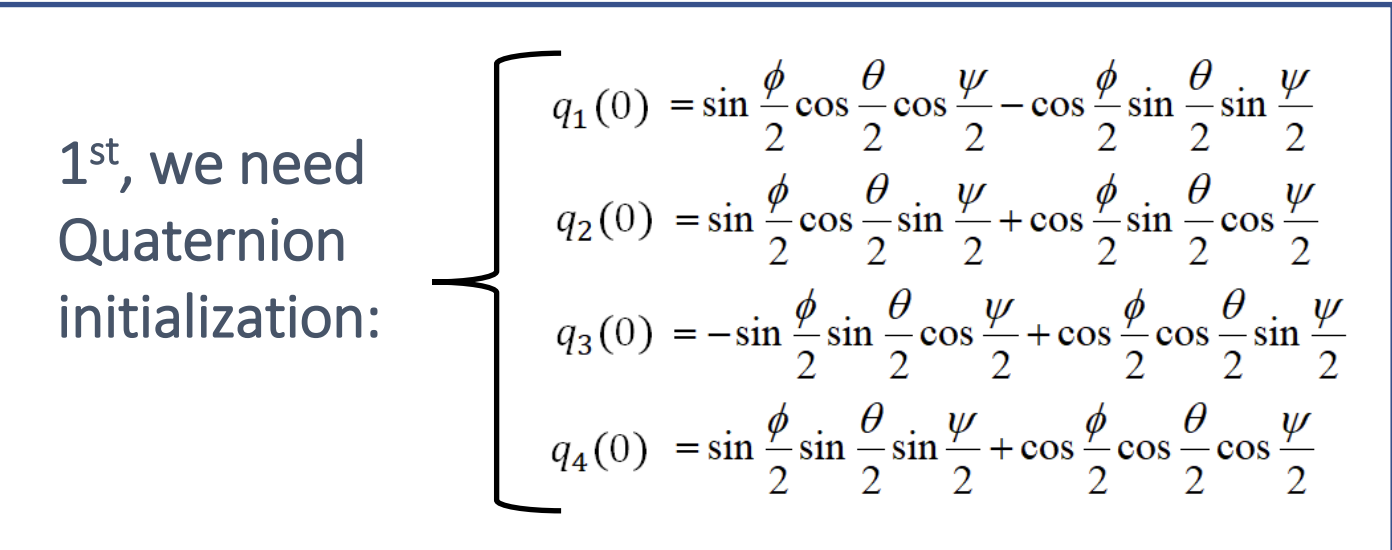 1st, we need
Quaternion
initialization:
q₁(0) = sin ϕ/2 cos θ/2 cos ψ/2 − cos ϕ/2 sin θ/2 sin ψ/2
q₂(0) = sin ϕ/2 cos θ/2 sin ψ/2 + cos ϕ/2 sin θ/2 cos ψ/2
q₃(0) = −sin ϕ/2 sin θ/2 cos ψ/2 + cos ϕ/2 cos θ/2 sin ψ/2
q₄(0) = sin ϕ/2 sin θ/2 sin ψ/2 + cos ϕ/2 cos θ/2 cos ψ/2